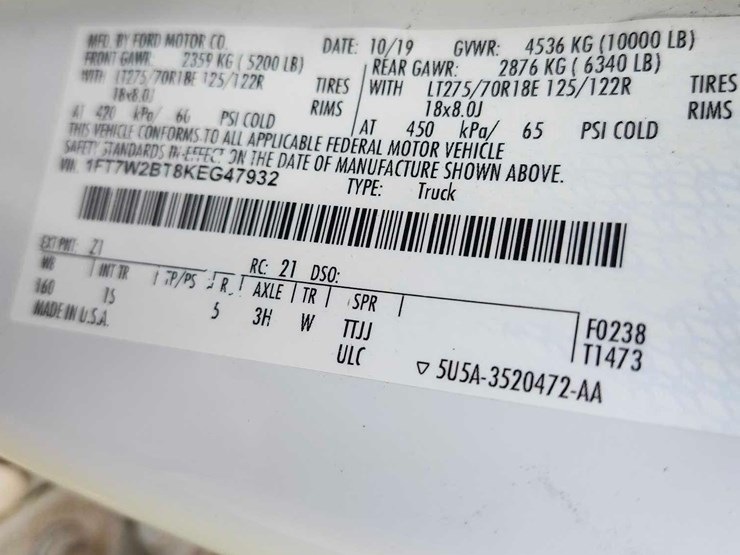 MFD. BY FORD MOTOR CO. DATE: 10/19 GVWR: 4536 KG (10000 LB)
FRONT GAWR: 2359 KG ( 5200 LB) REAR GAWR: 2876 KG ( 6340 LB)
WITH LT275/70R18E 125/122R TIRES WITH LT275/70R18E 125/122R TIRES
18x8.0J RIMS 18x8.0J RIMS
AT 420 kPa/ 60 PSI COLD AT 450 kPa/ 65 PSI COLD
THIS VEHICLE CONFORMS TO ALL APPLICABLE FEDERAL MOTOR VEHICLE
SAFETY STANDARDS IN EFFECT ON THE DATE OF MANUFACTURE SHOWN ABOVE.
VIN: 1FT7W2BT8KEG47932 TYPE: Truck
EXT PNT: Z1 RC: 21 DSO:
WB INT TR TP/PS R AXLE TR SPR F0238
160 1S 5 3H W TTJJ T1473
MADE IN U.S.A. ULC ▽ 5U5A-3520472-AA